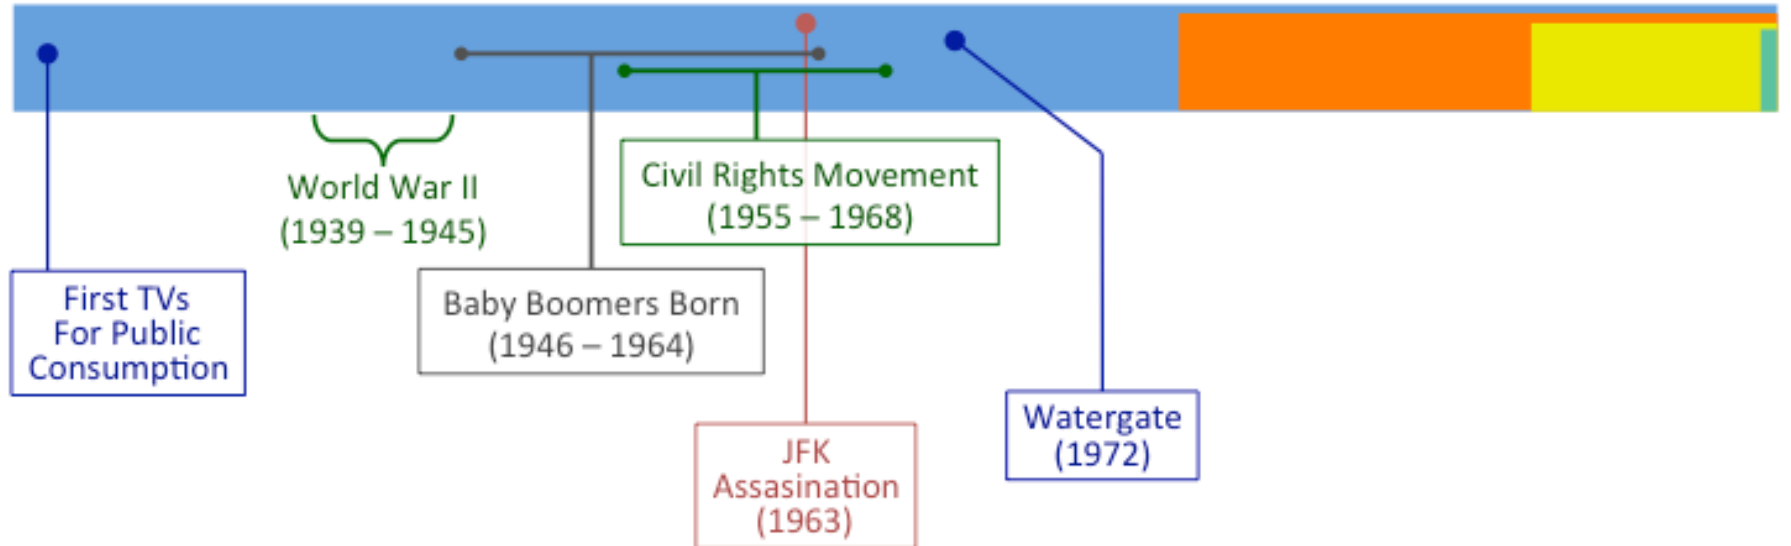 World War II
(1939 – 1945)
Civil Rights Movement
(1955 – 1968)
First TVs
For Public
Consumption
Baby Boomers Born
(1946 – 1964)
JFK
Assasination
(1963)
Watergate
(1972)